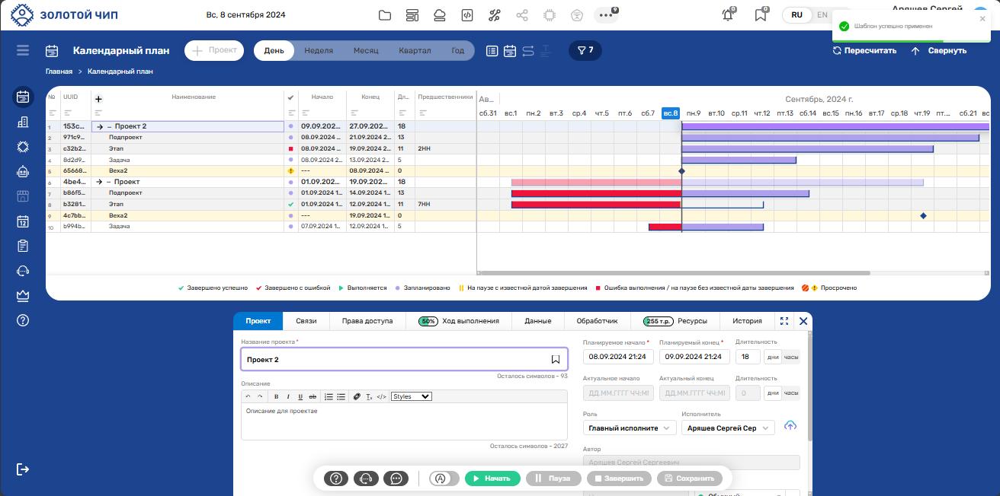 ЗОЛОТОЙ ЧИП
Вс, 8 сентября 2024
9
0
0
RU EN
Аряшев Сергей
Шаблон успешно применен
Календарный план
Проект
День Неделя Месяц Квартал Год
7
Пересчитать Свернуть
Главная > Календарный план
№ UUID Наименование Начало Конец Дл... Предшественники Ав... Сентябрь, 2024 г.
сб.31 вс.1 пн.2 вт.3 ср.4 чт.5 пт.6 сб.7 вс.8 пн.9 вт.10 ср.11 чт.12 пт.13 сб.14 вс.15 пн.16 вт.17 ср.18 чт.19 пт.... сб.21 вс
1 153c... Проект 2 09.09.202... 27.09.202... 18
2 971c9... Подпроект 08.09.2024 ... 21.09.2024 2... 13
3 c32b2... Этап 08.09.2024 ... 19.09.2024 2... 11 2НН
4 8d2d9... Задача 08.09.2024 2... 13.09.2024 2... 5
5 65668... Веха2 --- 08.09.2024 ... 0
6 4be4... Проект 01.09.202... 19.09.202... 18
7 b86f5... Подпроект 01.09.2024 1... 14.09.2024 1... 13
8 b3281... Этап 01.09.2024 1... 12.09.2024 1... 11 7НН
9 4c7bb... Веха2 --- 19.09.2024 1... 0
10 b994b... Задача 07.09.2024 1... 12.09.2024 1... 5
Завершено успешно Завершено с ошибкой Выполняется Запланировано На паузе с известной датой завершения Ошибка выполнения / на паузе без известной даты завершения Просрочено
Проект Связи Права доступа 50% Ход выполнения Данные Обработчик 255 т.р. Ресурсы История
Название проекта *
Проект 2
Осталось символов - 93
Описание
B I U ab Styles
Описание для проектае
Осталось символов - 2027
Планируемое начало * Планируемый конец * Длительность
08.09.2024 21:24 09.09.2024 21:24 18 дни часы
Актуальное начало Актуальный конец Длительность
ДД.ММ.ГГГГ ЧЧ:МІ ДД.ММ.ГГГГ ЧЧ:МІ 0 дни часы
Роль Исполнитель
Главный исполните Аряшев Сергей Сер
Автор
Аряшев Сергей Сергеевич
Начать Пауза Завершить Сохранить
12